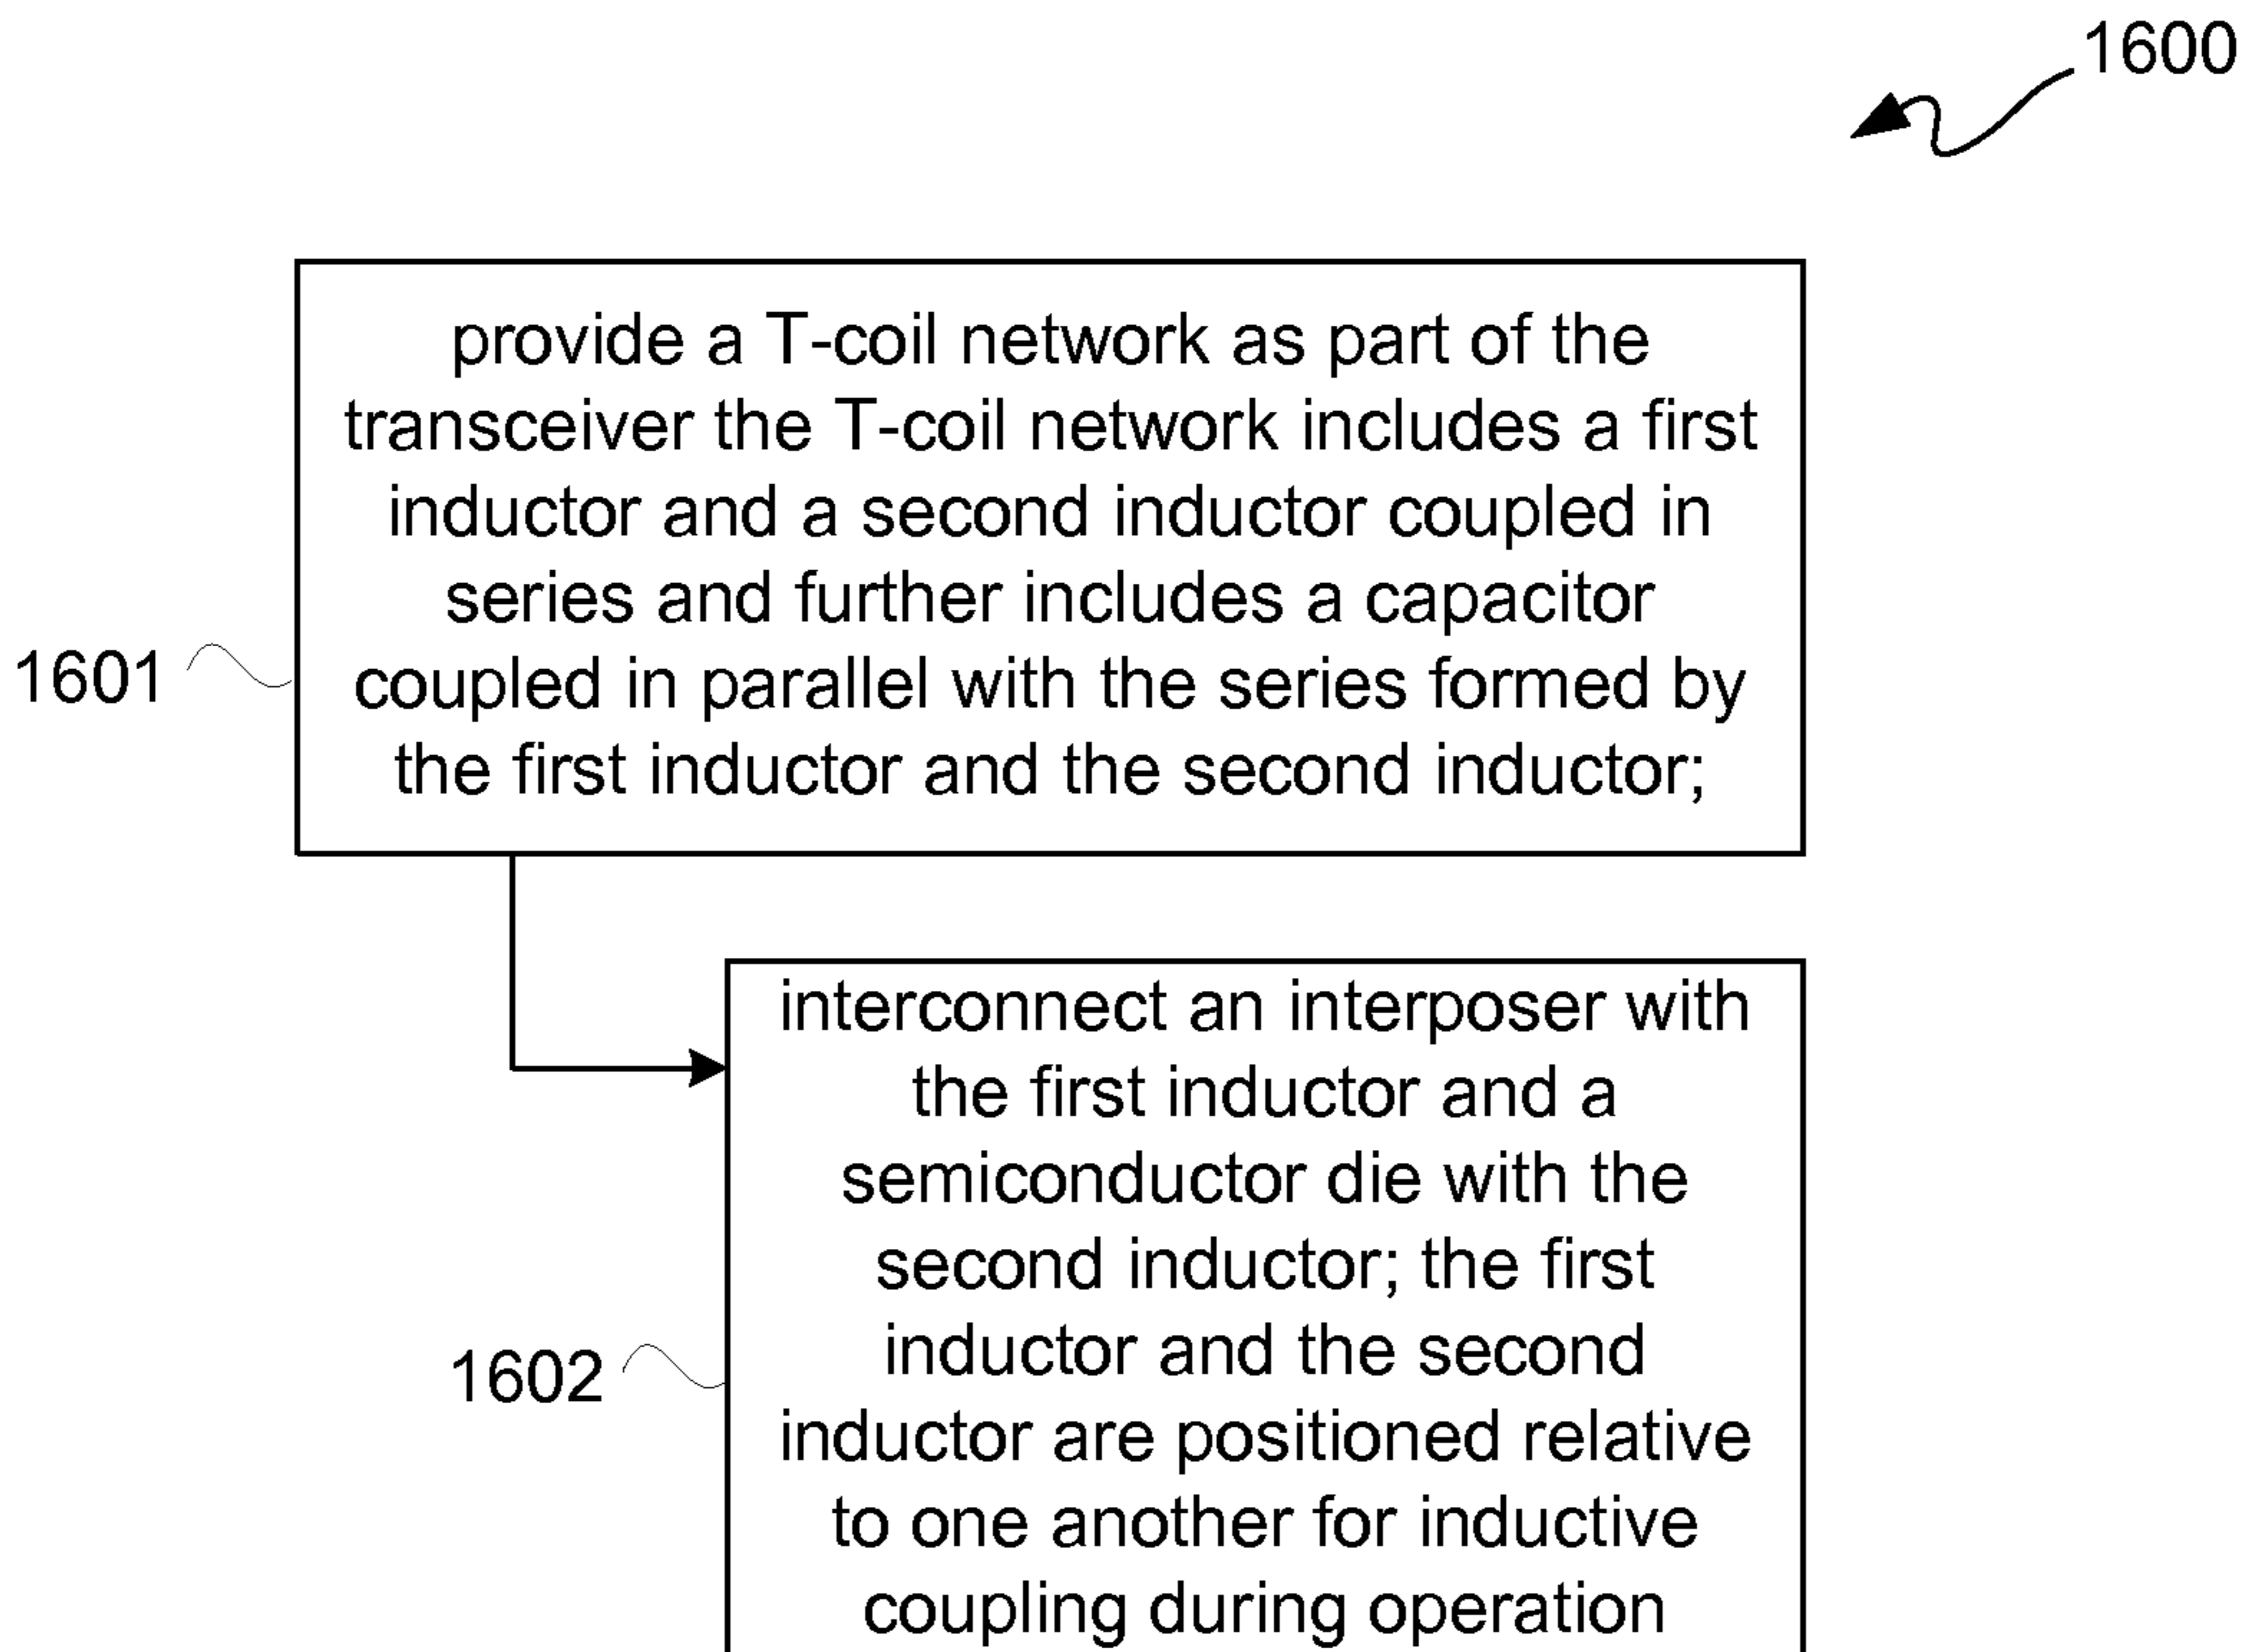 1600
provide a T-coil network as part of the
transceiver the T-coil network includes a first
inductor and a second inductor coupled in
series and further includes a capacitor
coupled in parallel with the series formed by
the first inductor and the second inductor;
1601
interconnect an interposer with
the first inductor and a
semiconductor die with the
second inductor; the first
inductor and the second
inductor are positioned relative
to one another for inductive
coupling during operation
1602